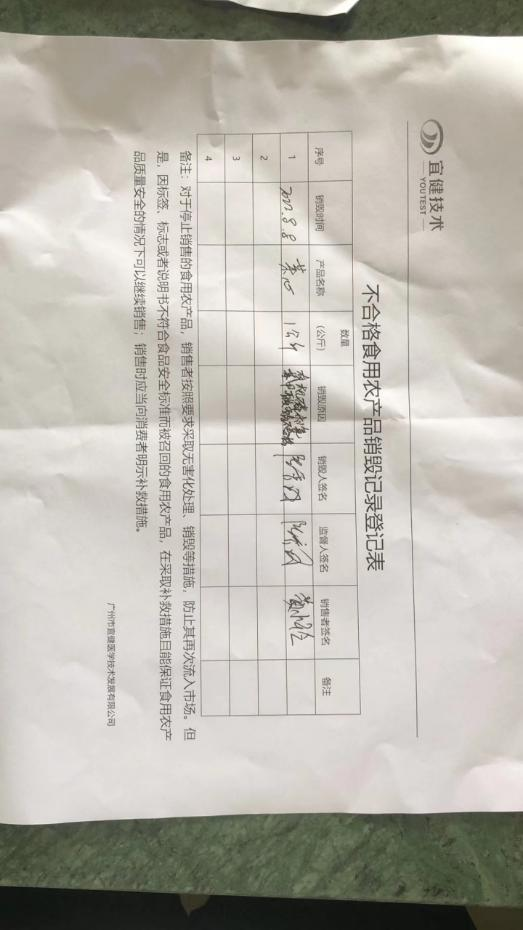 宜健技术
YOUTEST
不合格食用农产品销毁记录登记表
序号 销毁时间 产品名称 数量（公斤） 销毁原因 销毁人签名 监督人签名 销售者签名 备注
1 2022.8.8 菜心 1公斤
2
3
4
备注：对于停止销售的食用农产品，销售者按照要求采取无害化处理、销毁等措施，防止其再次流入市场。但
是，因标签、标志或者说明书不符合食品安全标准而被召回的食用农产品，在采取补救措施且能保证食用农产
品质量安全的情况下可以继续销售；销售时应当向消费者明示补救措施。
广州市宜健医学技术发展有限公司